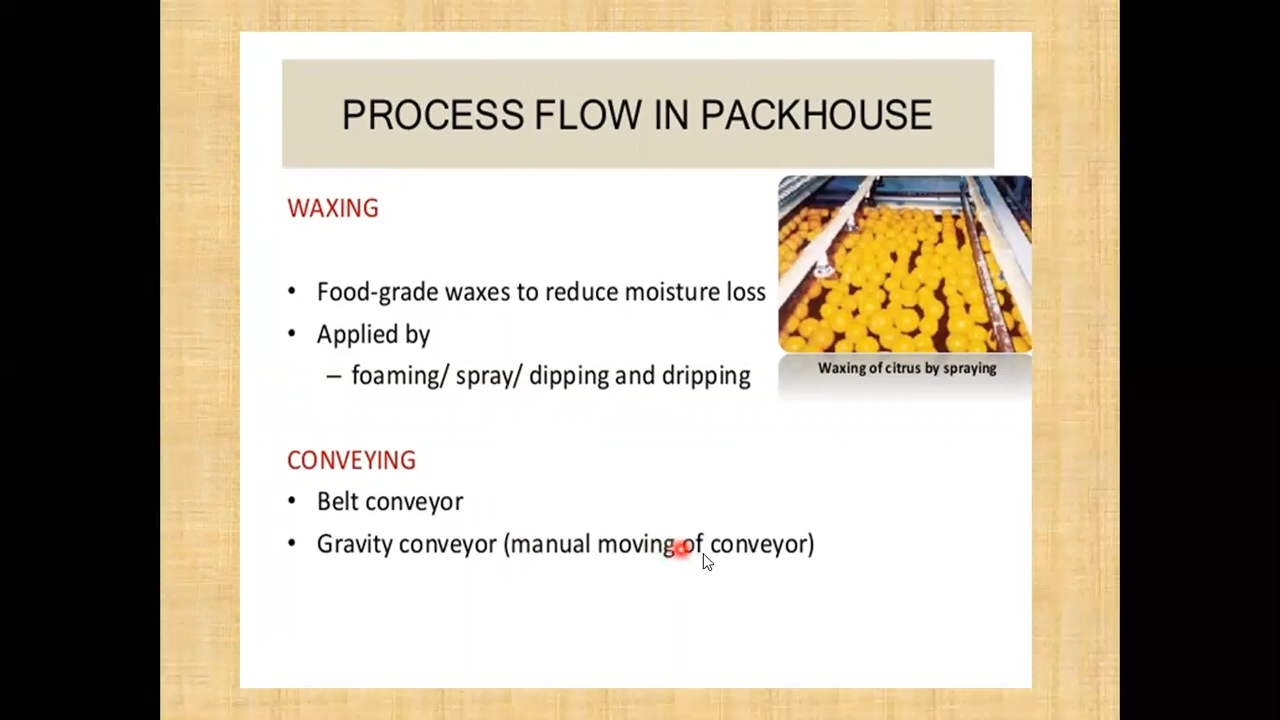 PROCESS FLOW IN PACKHOUSE
WAXING
• Food-grade waxes to reduce moisture loss
• Applied by
– foaming/ spray/ dipping and dripping
Waxing of citrus by spraying
CONVEYING
• Belt conveyor
• Gravity conveyor (manual moving of conveyor)